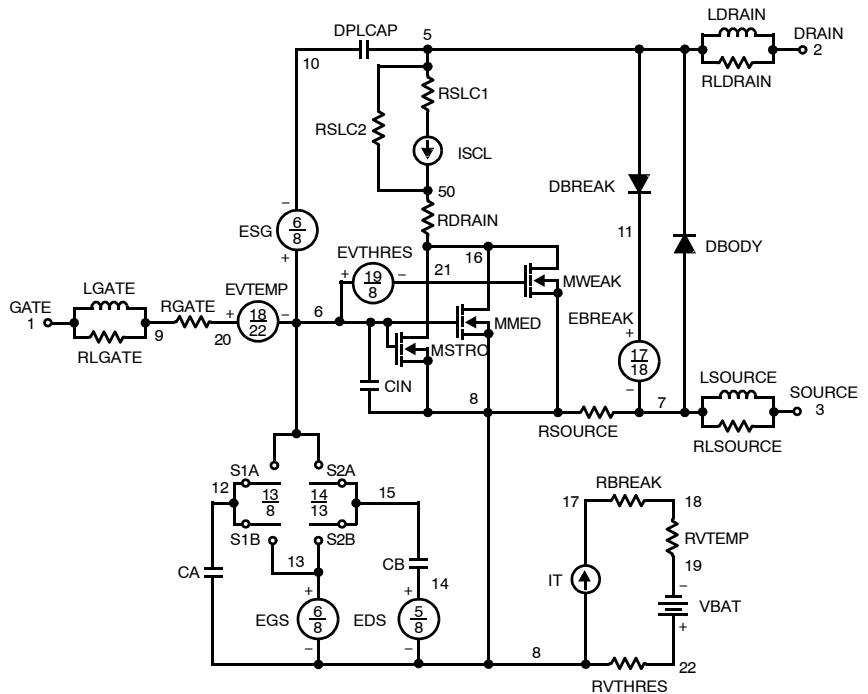 LDRAIN
DPLCAP 5 DRAIN
10 2
RLDRAIN
RSLC1
RSLC2
ISCL
DBREAK
50
− RDRAIN
ESG 6/8 11 DBODY
EVTHRES 16
+ + 19/8 − 21 MWEAK
LGATE EVTEMP
GATE RGATE + 18/22 − 6 MMED EBREAK +
1 9 20 MSTRO 17/18 LSOURCE
RLGATE − SOURCE
CIN 8 7 3
RSOURCE RLSOURCE
S1A S2A RBREAK
12 13/8 14/13 15 17 18
S1B S2B RVTEMP
13 CB 19
CA 14 IT −
+ + VBAT
EGS 6/8 EDS 5/8 +
− − 8 22
RVTHRES